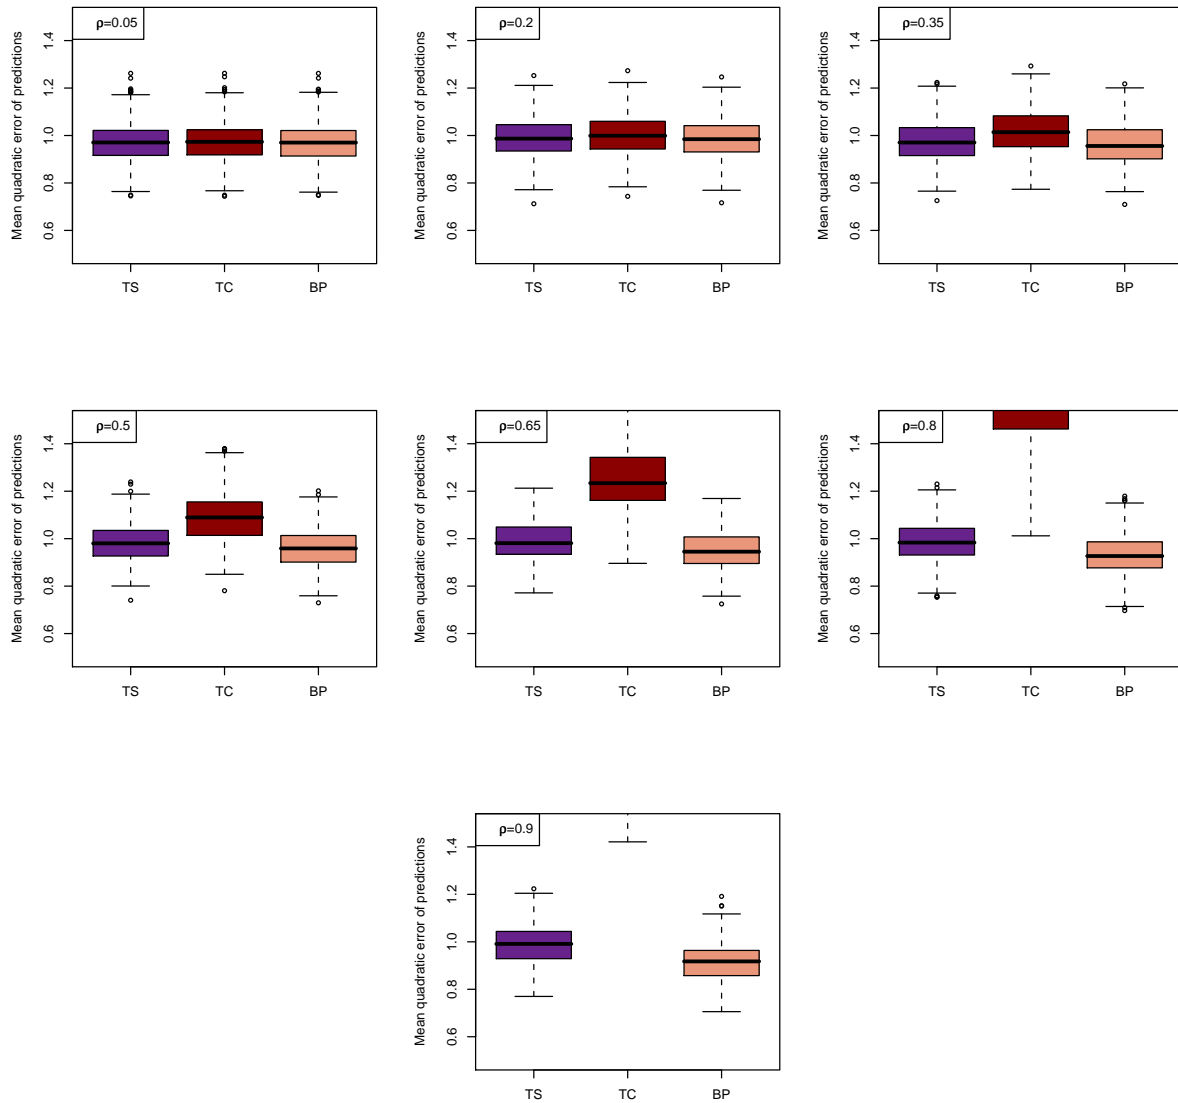 ρ=0.05
Mean quadratic error of predictions
0.6 0.8 1.0 1.2 1.4
TS TC BP
ρ=0.2
Mean quadratic error of predictions
0.6 0.8 1.0 1.2 1.4
TS TC BP
ρ=0.35
Mean quadratic error of predictions
0.6 0.8 1.0 1.2 1.4
TS TC BP
ρ=0.5
Mean quadratic error of predictions
0.6 0.8 1.0 1.2 1.4
TS TC BP
ρ=0.65
Mean quadratic error of predictions
0.6 0.8 1.0 1.2 1.4
TS TC BP
ρ=0.8
Mean quadratic error of predictions
0.6 0.8 1.0 1.2 1.4
TS TC BP
ρ=0.9
Mean quadratic error of predictions
0.6 0.8 1.0 1.2 1.4
TS TC BP